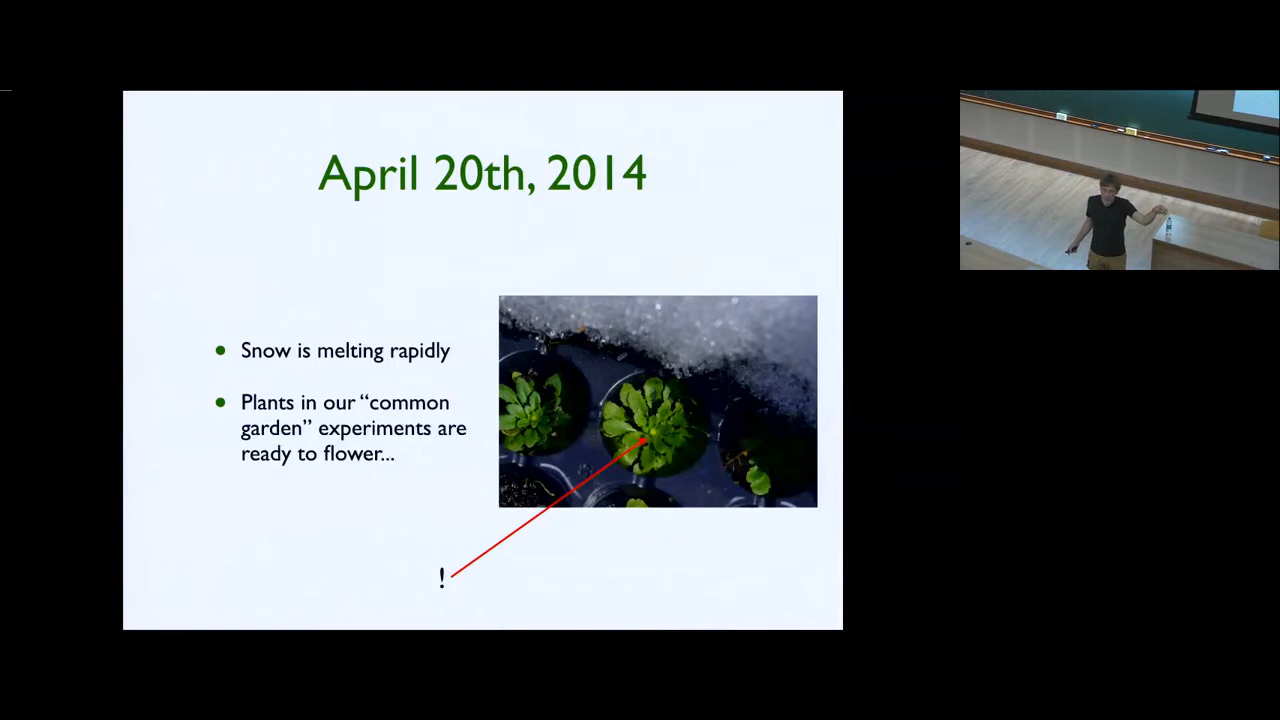 April 20th, 2014
• Snow is melting rapidly
• Plants in our “common
garden” experiments are
ready to flower...
!